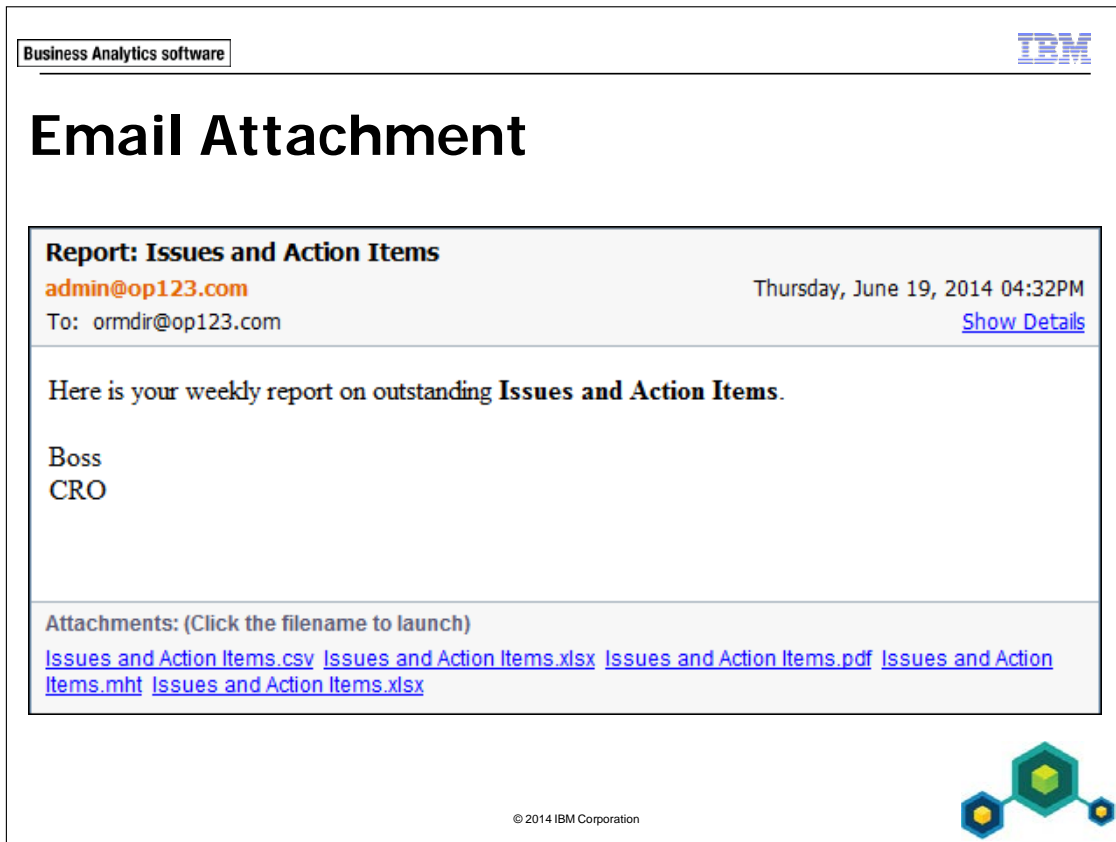 Business Analytics software
IBM
Email Attachment
Report: Issues and Action Items
admin@op123.com
Thursday, June 19, 2014 04:32PM
To: ormdir@op123.com
Show Details
Here is your weekly report on outstanding Issues and Action Items.
Boss
CRO
Attachments: (Click the filename to launch)
Issues and Action Items.csv Issues and Action Items.xlsx Issues and Action Items.pdf Issues and Action
Items.mht Issues and Action Items.xlsx
© 2014 IBM Corporation